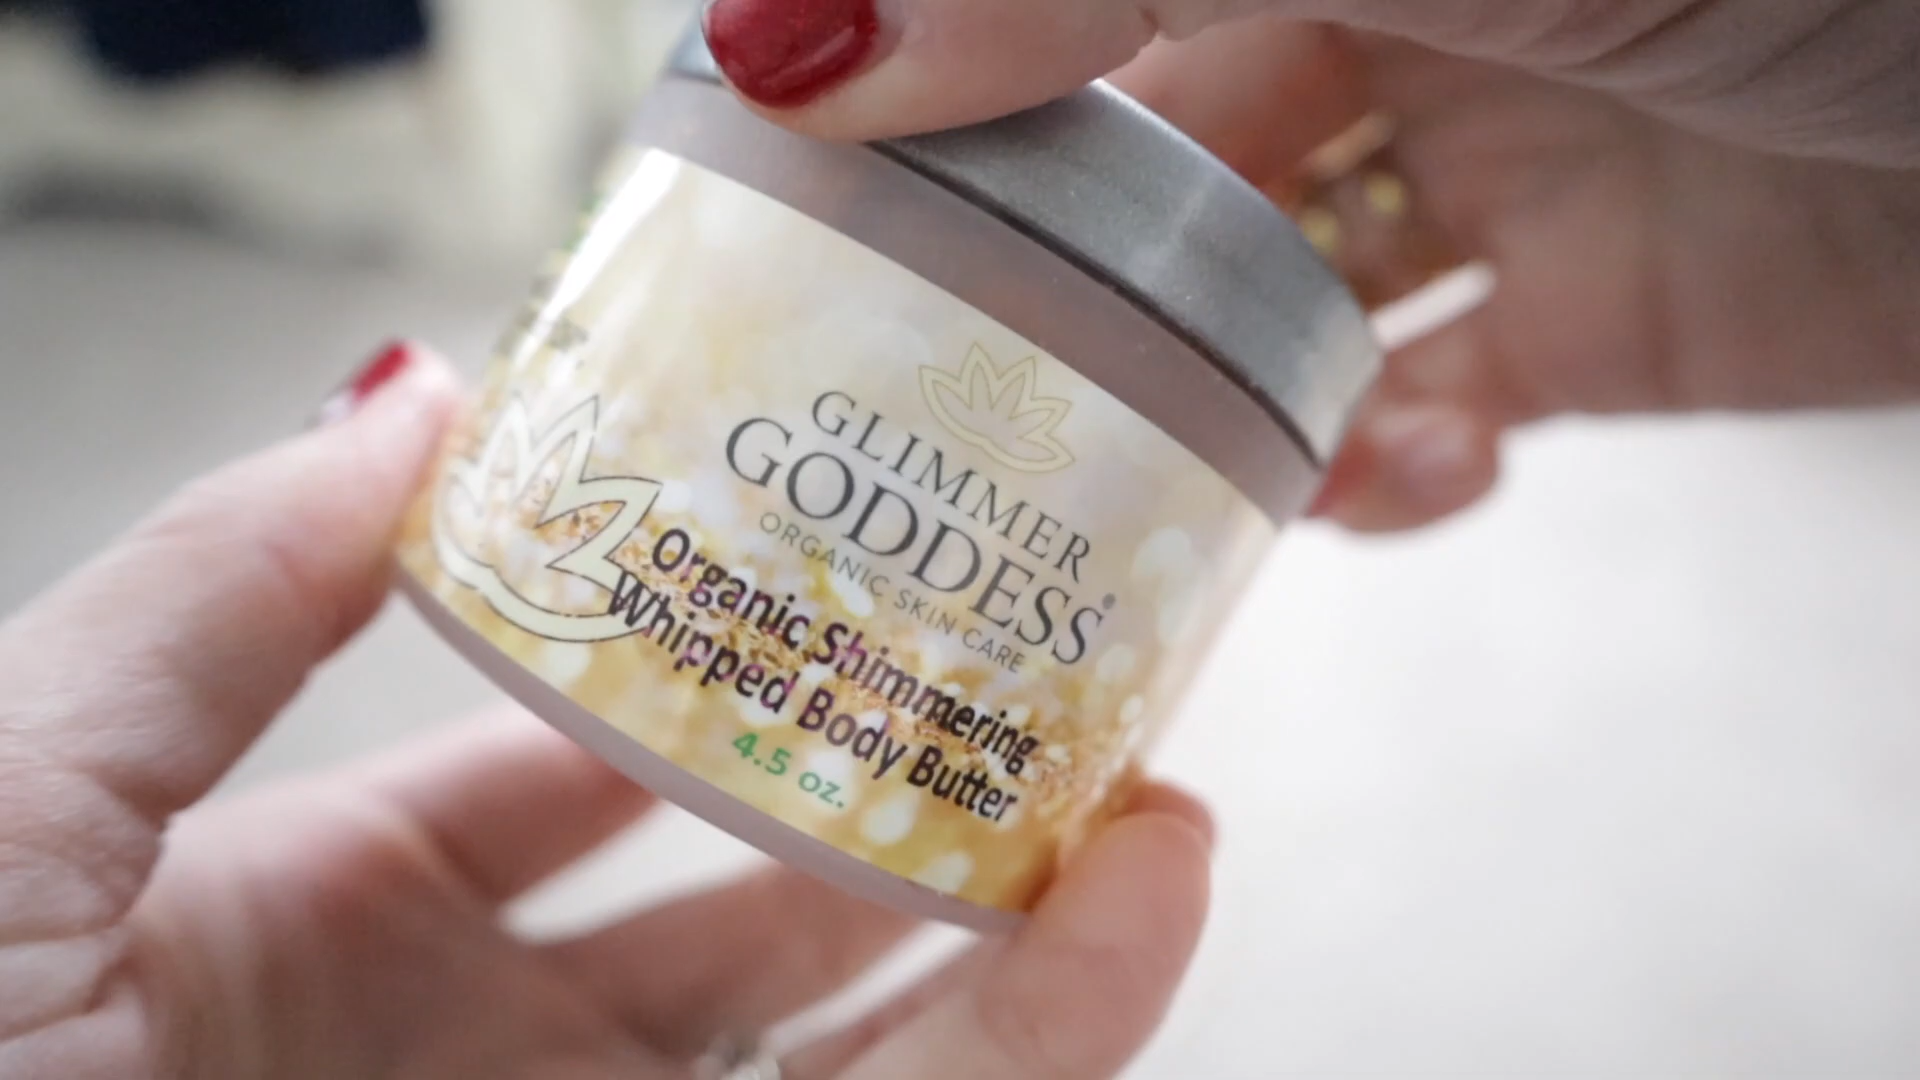 GLIMMER
GODDESS®
ORGANIC SKIN CARE
Organic Shimmering
Whipped Body Butter
4.5 oz.